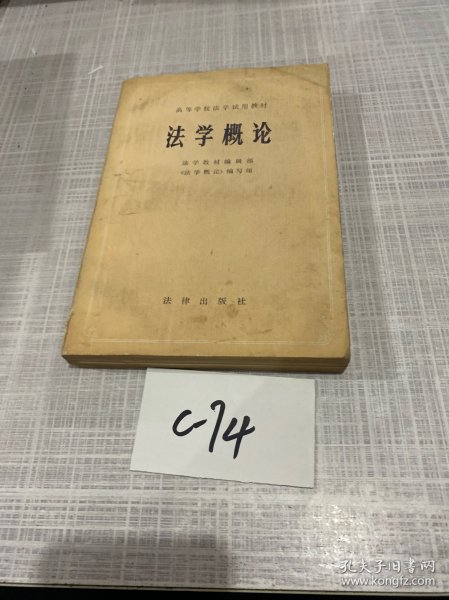 高等学校法学试用教材
法学概论
法学教材编辑部
《法学概论》编写组
法律出版社
C-74
孔夫子旧书网
www.kongfz.com